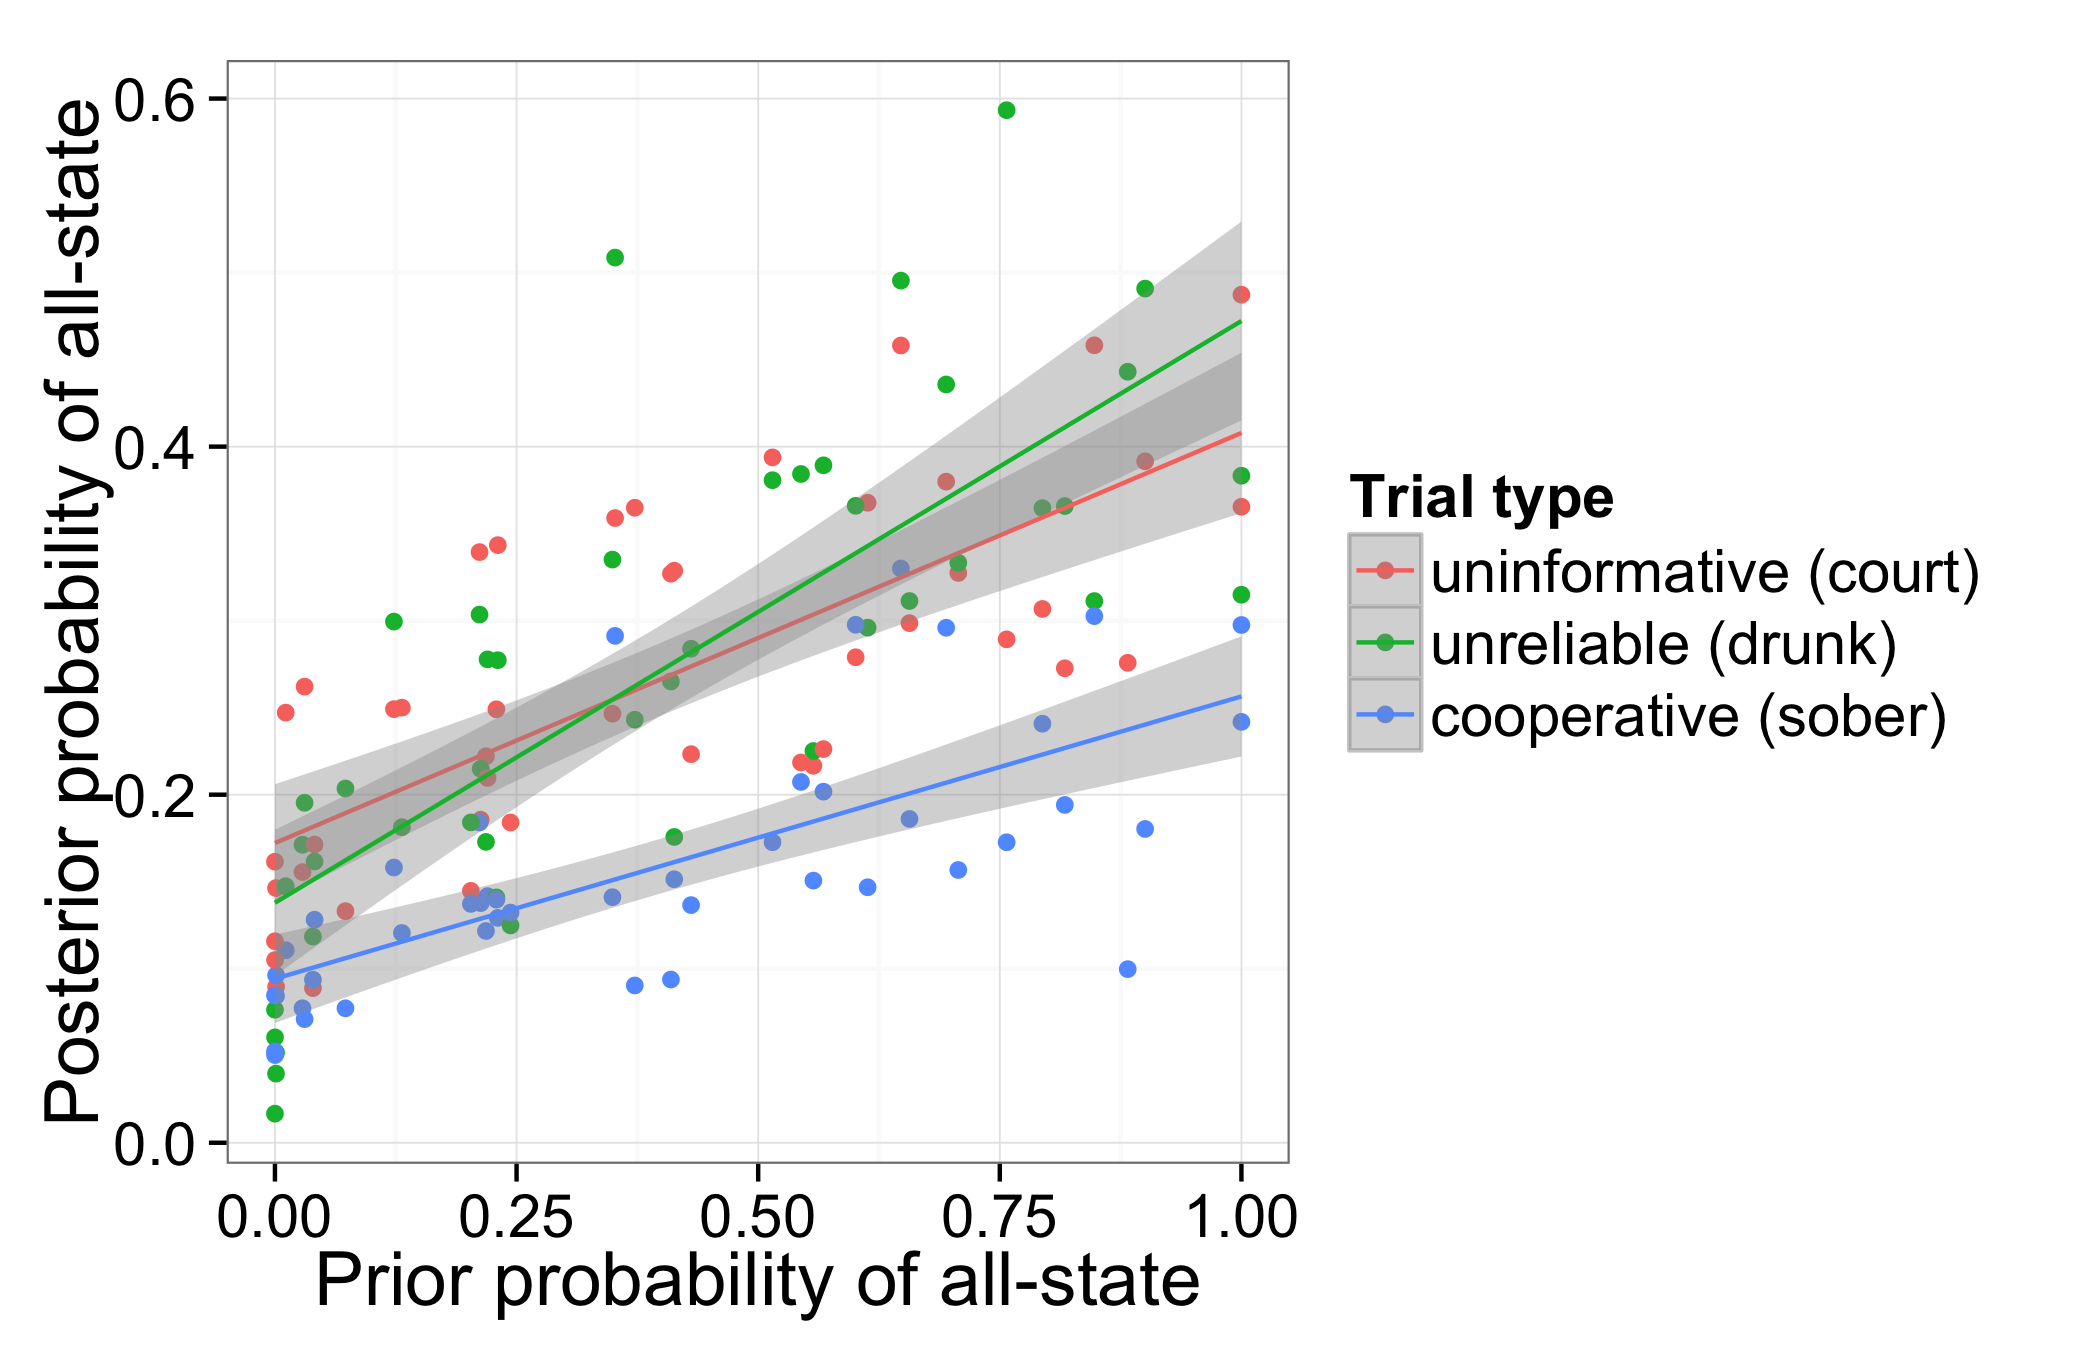 Posterior probability of all-state
0.6
0.4
0.2
0.0
0.00 0.25 0.50 0.75 1.00
Prior probability of all-state
Trial type
uninformative (court)
unreliable (drunk)
cooperative (sober)